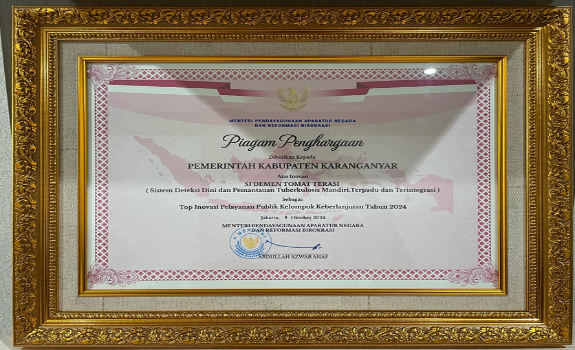 MENTERI PENDAYAGUNAAN APARATUR NEGARA
DAN REFORMASI BIROKRASI
Piagam Penghargaan
Diberikan Kepada
PEMERINTAH KABUPATEN KARANGANYAR
Atas Inovasi
SI DEMEN TOMAT TERASI
( Sistem Deteksi Dini dan Pemantauan Tuberkulosis Mandiri,Terpadu dan Terintegrasi )
Sebagai
Top Inovasi Pelayanan Publik Kelompok Keberlanjutan Tahun 2024
Jakarta, Oktober 2024
MENTERI PENDAYAGUNAAN APARATUR NEGARA
DAN REFORMASI BIROKRASI
ABDULLAH AZWAR ANAS